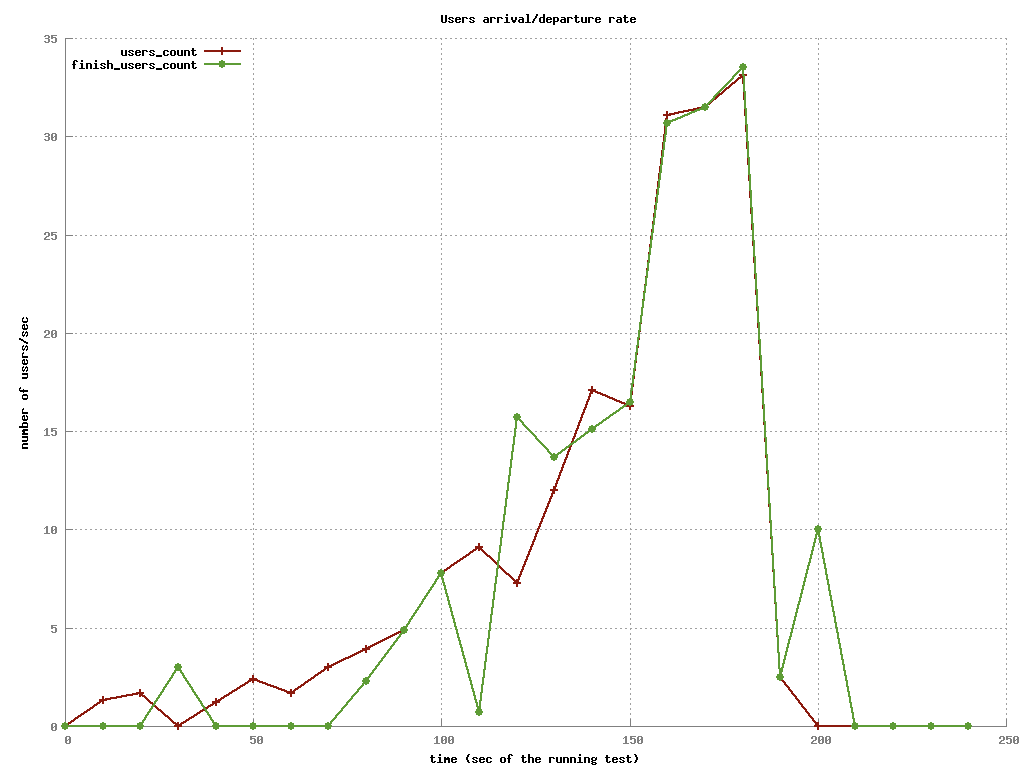 Users arrival/departure rate
35
users_count
finish_users_count
30
25
20
number of users/sec
15
10
5
0
0 50 100 150 200 250
time (sec of the running test)